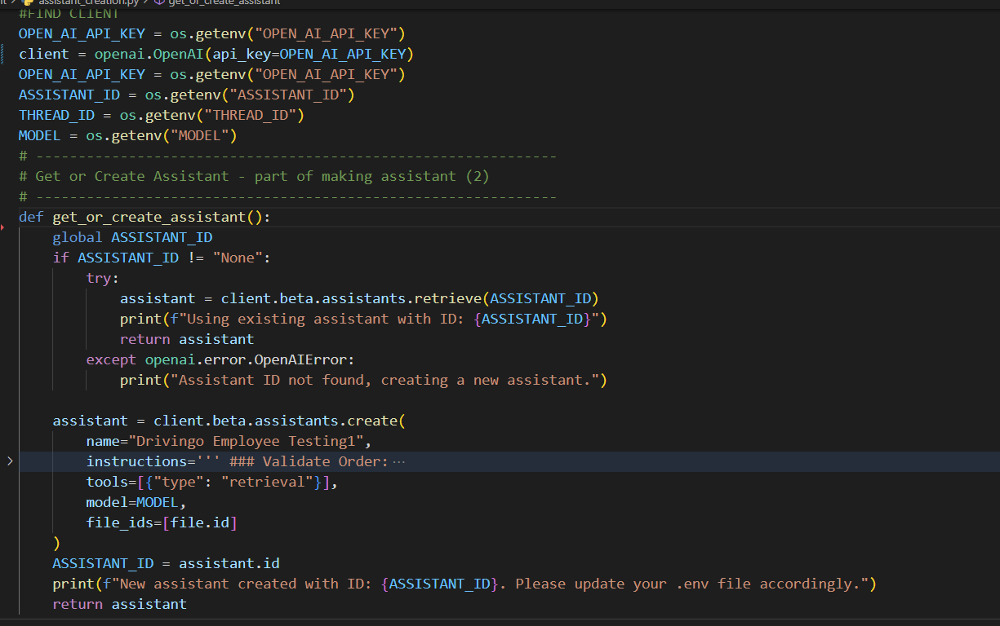 assistant_creation.py > get_or_create_assistant
#FIND CLIENT
OPEN_AI_API_KEY = os.getenv("OPEN_AI_API_KEY")
client = openai.OpenAI(api_key=OPEN_AI_API_KEY)
OPEN_AI_API_KEY = os.getenv("OPEN_AI_API_KEY")
ASSISTANT_ID = os.getenv("ASSISTANT_ID")
THREAD_ID = os.getenv("THREAD_ID")
MODEL = os.getenv("MODEL")
# --------------------------------------------------------------
# Get or Create Assistant - part of making assistant (2)
# --------------------------------------------------------------
def get_or_create_assistant():
    global ASSISTANT_ID
    if ASSISTANT_ID != "None":
        try:
            assistant = client.beta.assistants.retrieve(ASSISTANT_ID)
            print(f"Using existing assistant with ID: {ASSISTANT_ID}")
            return assistant
        except openai.error.OpenAIError:
            print("Assistant ID not found, creating a new assistant.")

    assistant = client.beta.assistants.create(
        name="Drivingo Employee Testing1",
        instructions=''' ### Validate Order:···
        tools=[{"type": "retrieval"}],
        model=MODEL,
        file_ids=[file.id]
    )
    ASSISTANT_ID = assistant.id
    print(f"New assistant created with ID: {ASSISTANT_ID}. Please update your .env file accordingly.")
    return assistant